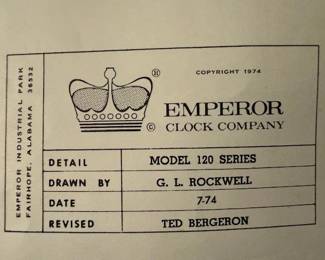 EMPEROR INDUSTRIAL PARK
FAIRHOPE, ALABAMA 36532
®
COPYRIGHT 1974
©
EMPEROR
CLOCK COMPANY
DETAIL MODEL 120 SERIES
DRAWN BY G. L. ROCKWELL
DATE 7-74
REVISED TED BERGERON